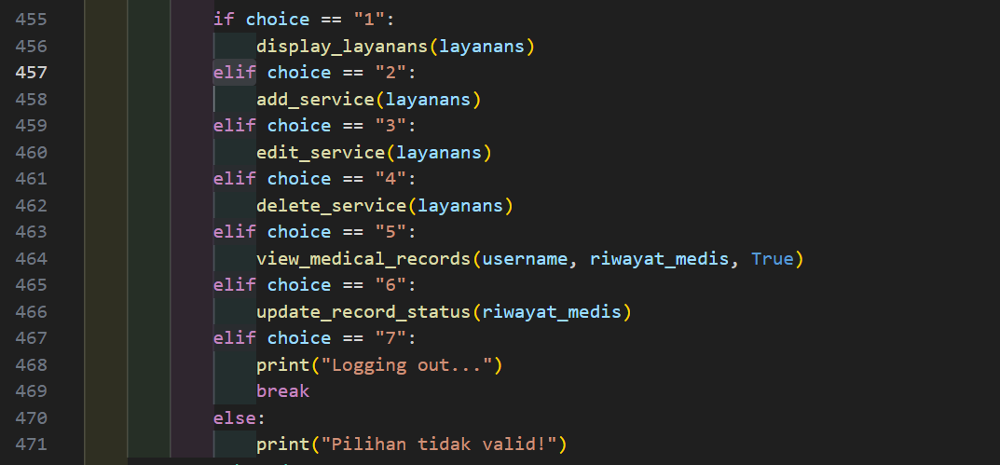 455 if choice == "1":
456 display_layanans(layanans)
457 elif choice == "2":
458 add_service(layanans)
459 elif choice == "3":
460 edit_service(layanans)
461 elif choice == "4":
462 delete_service(layanans)
463 elif choice == "5":
464 view_medical_records(username, riwayat_medis, True)
465 elif choice == "6":
466 update_record_status(riwayat_medis)
467 elif choice == "7":
468 print("Logging out...")
469 break
470 else:
471 print("Pilihan tidak valid!")